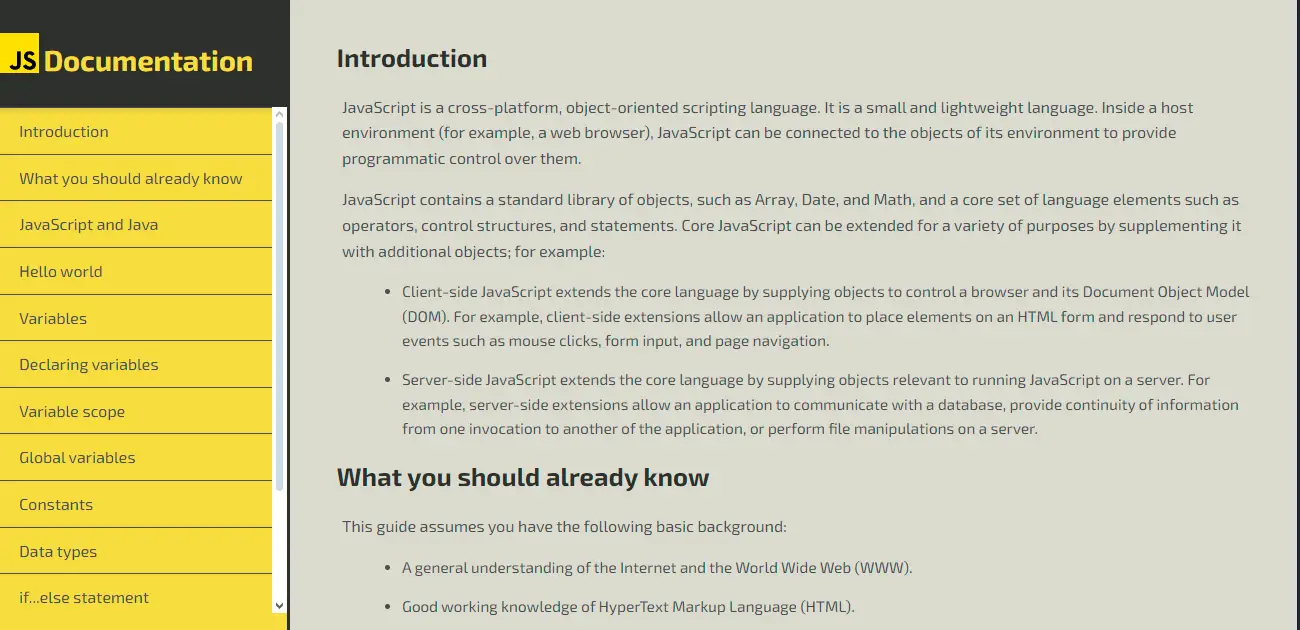 JS Documentation
Introduction
What you should already know
JavaScript and Java
Hello world
Variables
Declaring variables
Variable scope
Global variables
Constants
Data types
if...else statement
Introduction
JavaScript is a cross-platform, object-oriented scripting language. It is a small and lightweight language. Inside a host
environment (for example, a web browser), JavaScript can be connected to the objects of its environment to provide
programmatic control over them.
JavaScript contains a standard library of objects, such as Array, Date, and Math, and a core set of language elements such as
operators, control structures, and statements. Core JavaScript can be extended for a variety of purposes by supplementing it
with additional objects; for example:
• Client-side JavaScript extends the core language by supplying objects to control a browser and its Document Object Model
(DOM). For example, client-side extensions allow an application to place elements on an HTML form and respond to user
events such as mouse clicks, form input, and page navigation.
• Server-side JavaScript extends the core language by supplying objects relevant to running JavaScript on a server. For
example, server-side extensions allow an application to communicate with a database, provide continuity of information
from one invocation to another of the application, or perform file manipulations on a server.
What you should already know
This guide assumes you have the following basic background:
• A general understanding of the Internet and the World Wide Web (WWW).
• Good working knowledge of HyperText Markup Language (HTML).